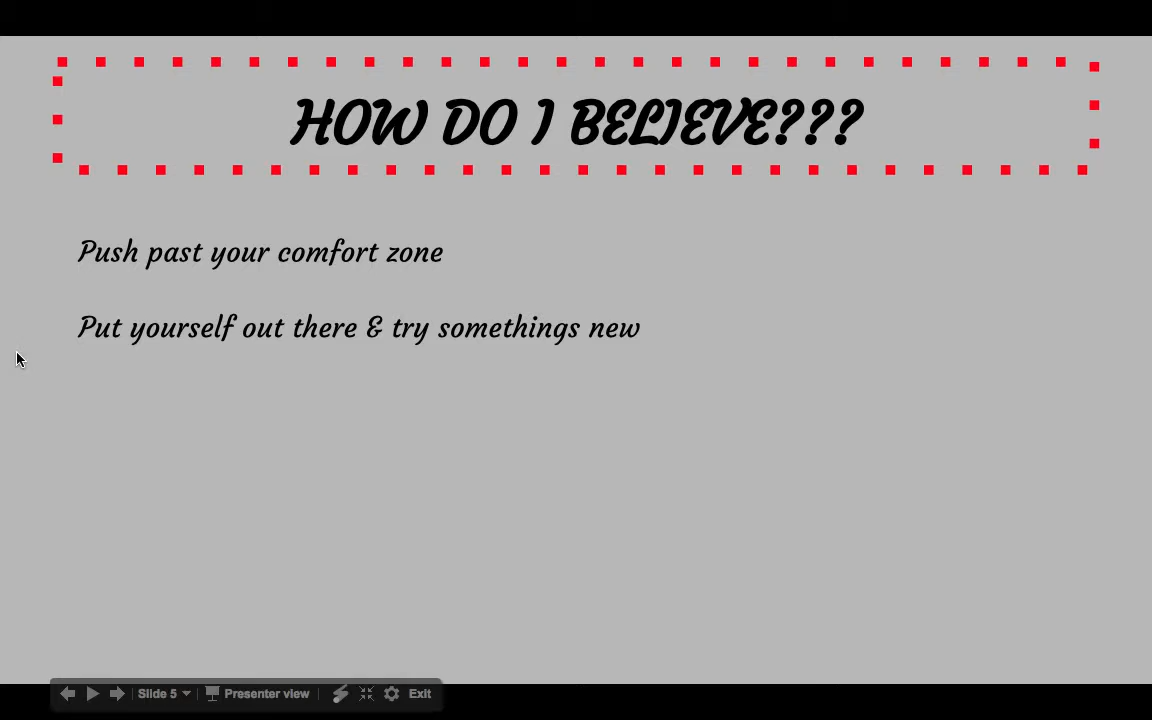 HOW DO I BELIEVE???
Push past your comfort zone
Put yourself out there & try somethings new
Slide 5 Presenter view Exit